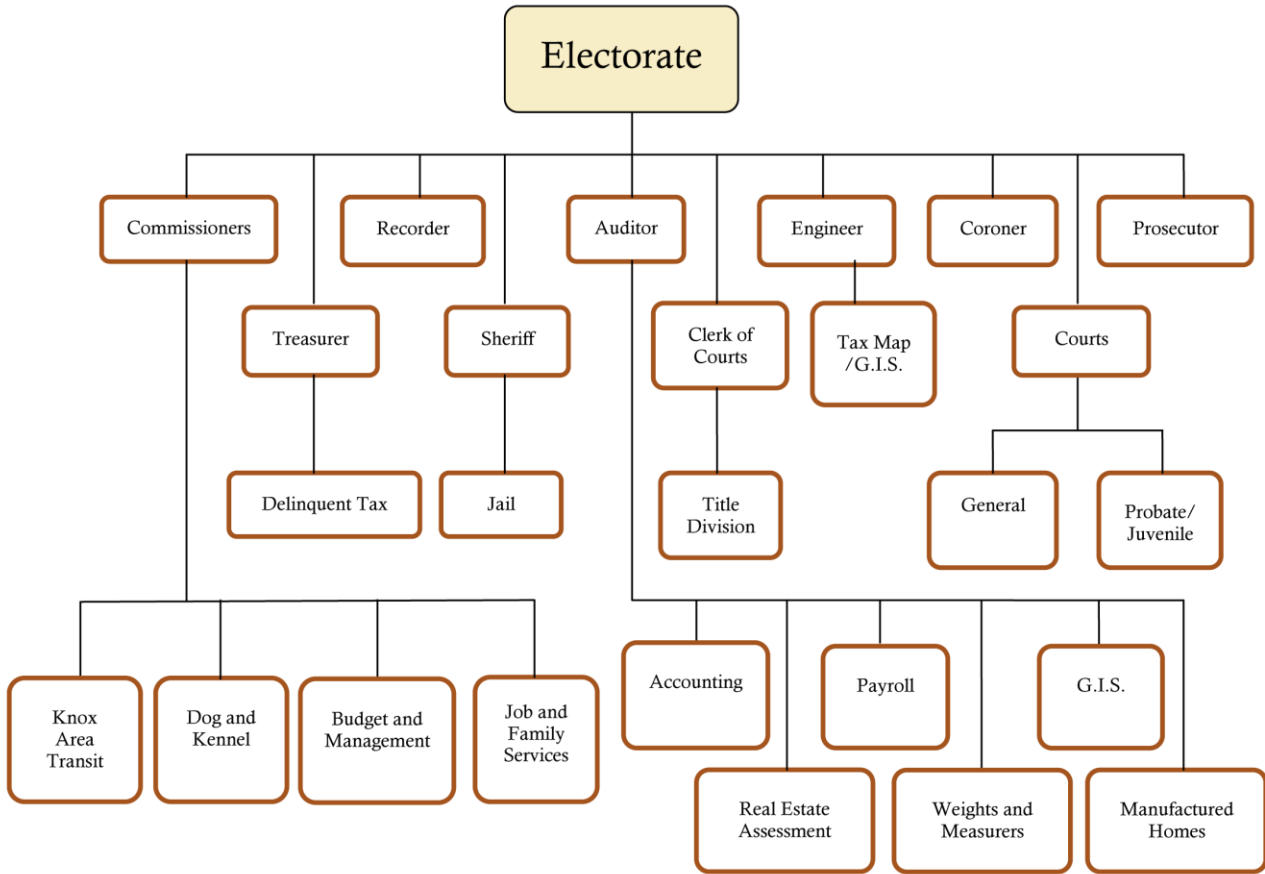 Electorate
Commissioners
Recorder
Auditor
Engineer
Coroner
Prosecutor
Treasurer
Sheriff
Clerk of
Courts
Tax Map
/G.I.S.
Courts
Delinquent Tax
Jail
Title
Division
General
Probate/
Juvenile
Knox
Area
Transit
Dog and
Kennel
Budget and
Management
Job and
Family
Services
Accounting
Payroll
G.I.S.
Real Estate
Assessment
Weights and
Measurers
Manufactured
Homes